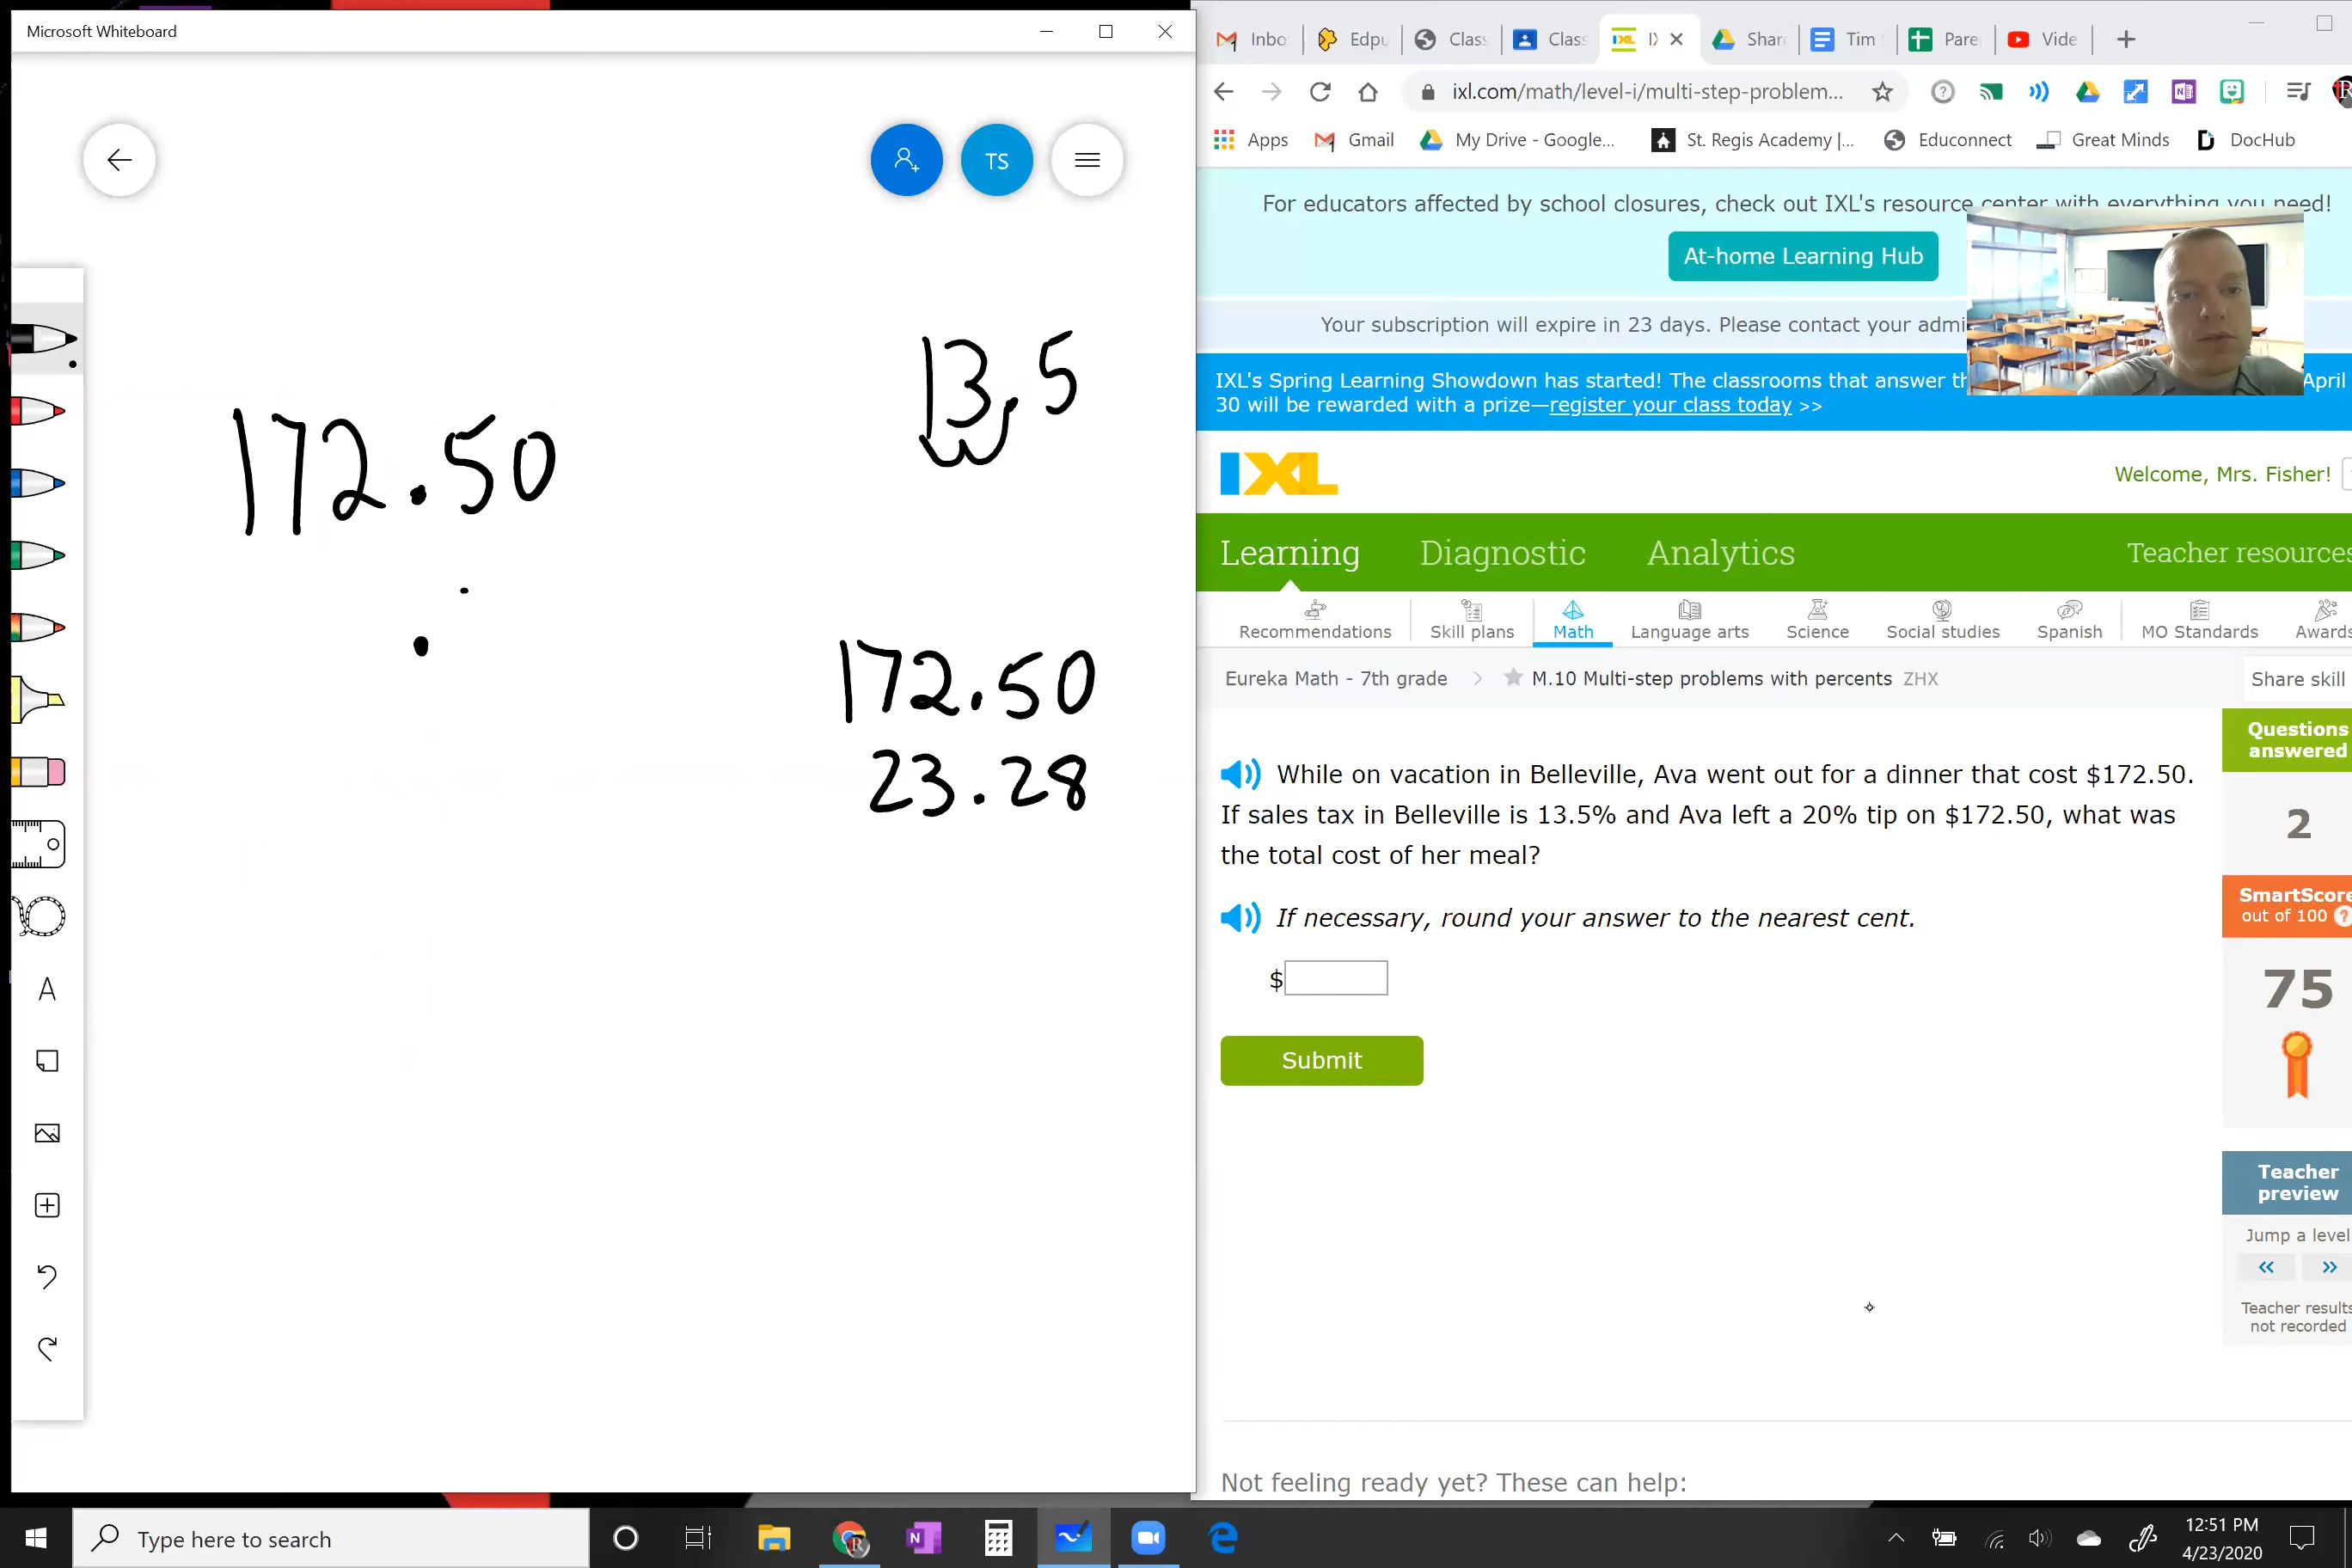 Microsoft Whiteboard
TS
13.5
172.50
172.50
23.28
Type here to search
Inbo
Edpu
Class
Class
Shar
Tim
Pare
Vide
ixl.com/math/level-i/multi-step-problem...
Apps
Gmail
My Drive - Google...
St. Regis Academy |...
Educonnect
Great Minds
DocHub
For educators affected by school closures, check out IXL's resource center with everything you need!
At-home Learning Hub
Your subscription will expire in 23 days. Please contact your admi
IXL's Spring Learning Showdown has started! The classrooms that answer th April
30 will be rewarded with a prize—register your class today >>
IXL
Welcome, Mrs. Fisher!
Learning Diagnostic Analytics Teacher resources
Recommendations
Skill plans
Math
Language arts
Science
Social studies
Spanish
MO Standards
Awards
Eureka Math - 7th grade > M.10 Multi-step problems with percents ZHX
Share skill
While on vacation in Belleville, Ava went out for a dinner that cost $172.50.
If sales tax in Belleville is 13.5% and Ava left a 20% tip on $172.50, what was
the total cost of her meal?
If necessary, round your answer to the nearest cent.
$
Submit
Questions
answered
2
SmartScore
out of 100 ?
75
Teacher
preview
Jump a level
<< >>
Teacher results
not recorded
Not feeling ready yet? These can help:
12:51 PM
4/23/2020